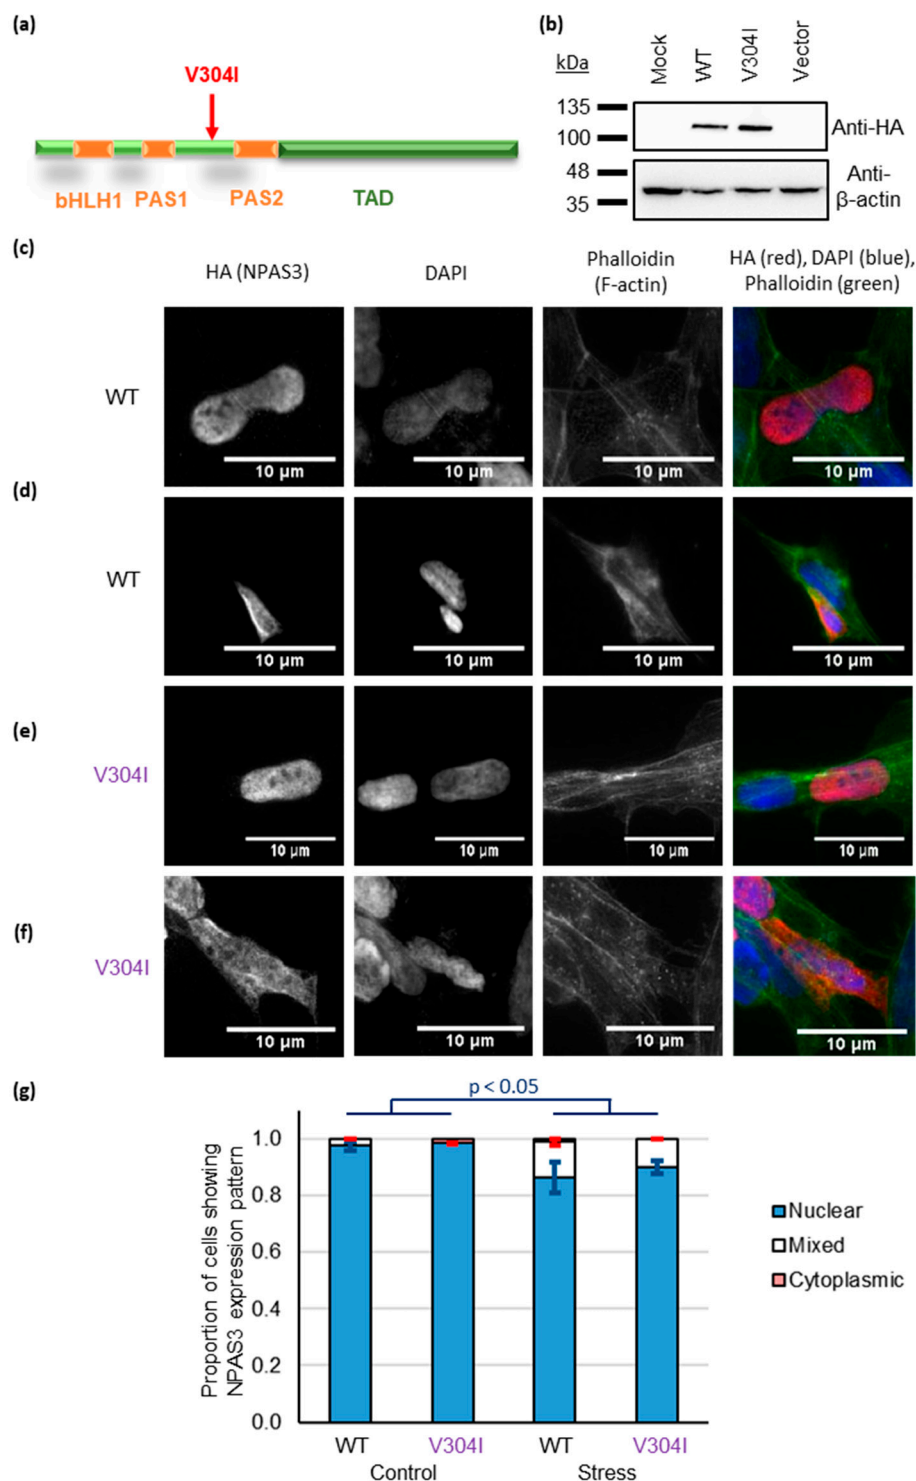 (a)
V304I
bHLH1 PAS1 PAS2 TAD
(b)
kDa
Mock WT V304I Vector
135
100
Anti-HA
48
35
Anti-
β-actin
(c)
HA (NPAS3)
DAPI
Phalloidin
(F-actin)
HA (red), DAPI (blue),
Phalloidin (green)
WT
10 µm 10 µm 10 µm 10 µm
(d)
WT
10 µm 10 µm 10 µm 10 µm
(e)
V304I
10 µm 10 µm 10 µm 10 µm
(f)
V304I
10 µm 10 µm 10 µm 10 µm
(g)
p < 0.05
Proportion of cells showing
NPAS3 expression pattern
1.0
0.8
0.6
0.4
0.2
0.0
Nuclear
Mixed
Cytoplasmic
WT V304I WT V304I
Control Stress